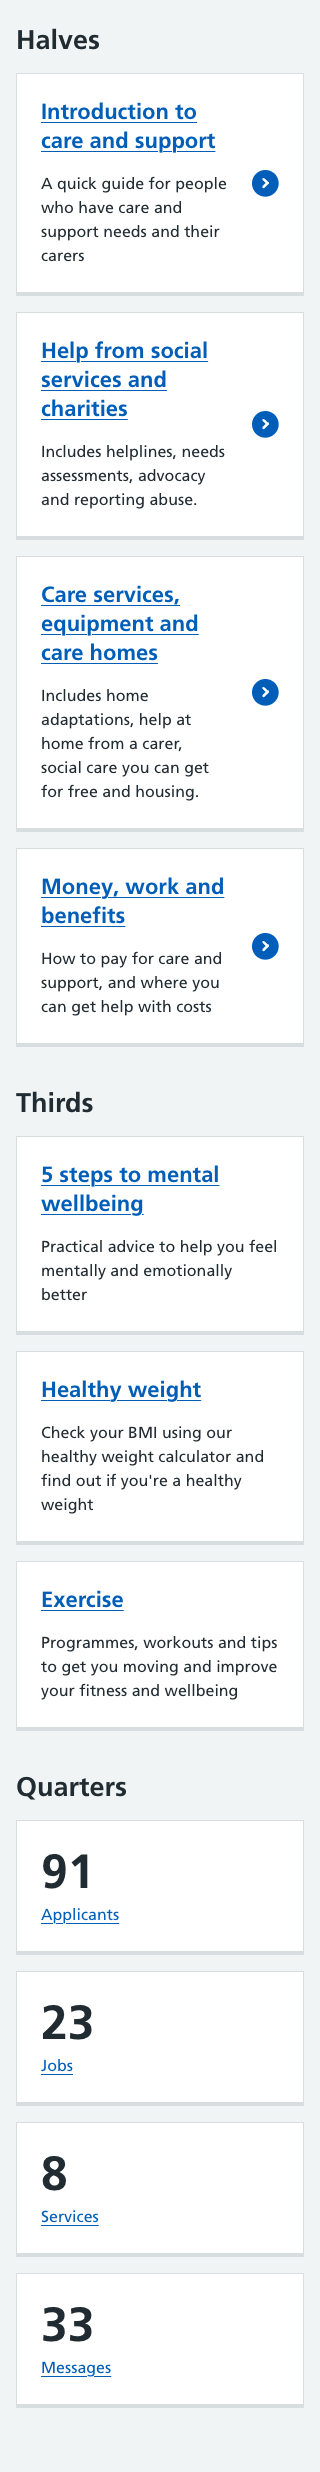 Halves
Introduction to
care and support
A quick guide for people
who have care and
support needs and their
carers
Help from social
services and
charities
Includes helplines, needs
assessments, advocacy
and reporting abuse.
Care services,
equipment and
care homes
Includes home
adaptations, help at
home from a carer,
social care you can get
for free and housing.
Money, work and
benefits
How to pay for care and
support, and where you
can get help with costs
Thirds
5 steps to mental
wellbeing
Practical advice to help you feel
mentally and emotionally
better
Healthy weight
Check your BMI using our
healthy weight calculator and
find out if you're a healthy
weight
Exercise
Programmes, workouts and tips
to get you moving and improve
your fitness and wellbeing
Quarters
91
Applicants
23
Jobs
8
Services
33
Messages